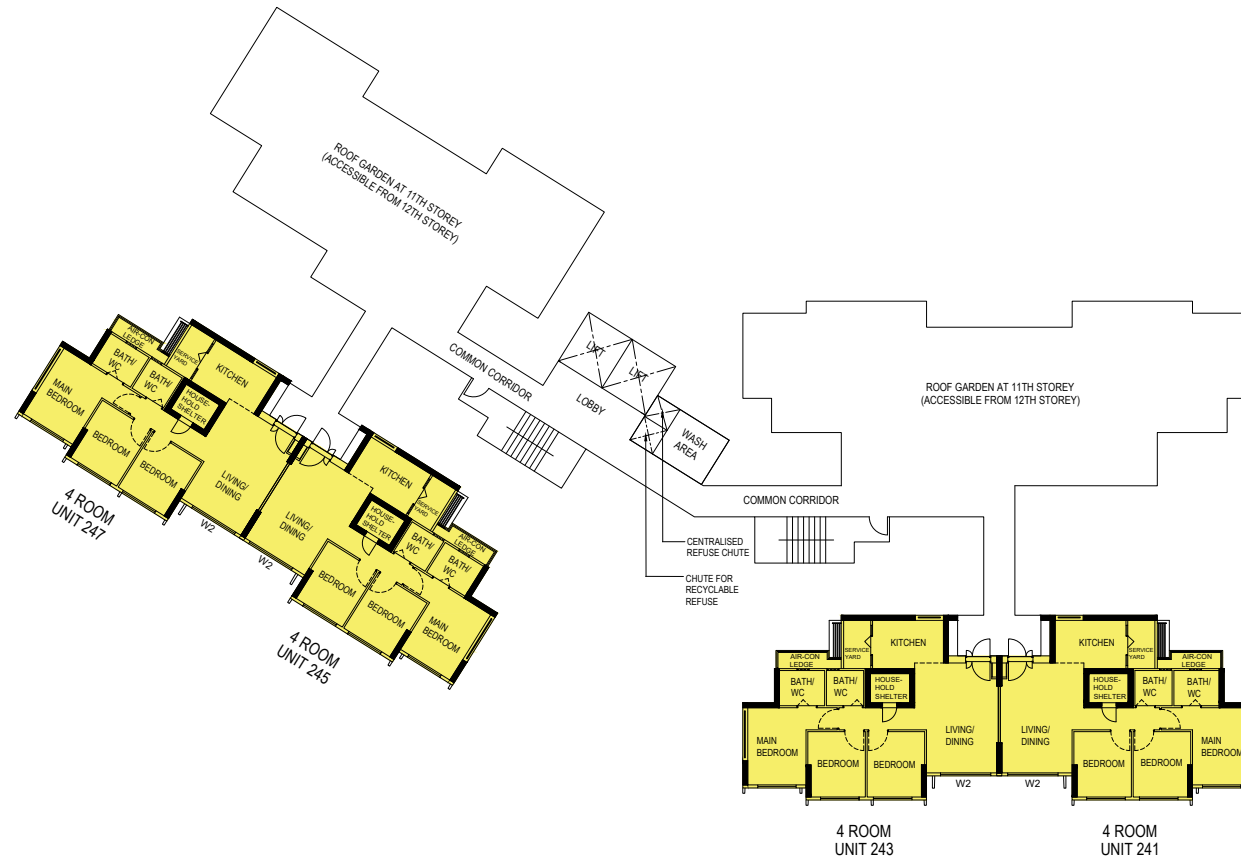 ROOF GARDEN AT 11TH STOREY
(ACCESSIBLE FROM 12TH STOREY)
ROOF GARDEN AT 11TH STOREY
(ACCESSIBLE FROM 12TH STOREY)
COMMON CORRIDOR
LIFT
LIFT
LOBBY
WASH
AREA
COMMON CORRIDOR
CENTRALISED
REFUSE CHUTE
CHUTE FOR
RECYCLABLE
REFUSE
AIR-CON
LEDGE
SERVICE
YARD
KITCHEN
BATH/
WC
BATH/
WC
HOUSE-
HOLD
SHELTER
MAIN
BEDROOM
BEDROOM
BEDROOM
LIVING/
DINING
W2
4 ROOM
UNIT 247
KITCHEN
SERVICE
YARD
AIR-CON
LEDGE
HOUSE-
HOLD
SHELTER
BATH/
WC
BATH/
WC
LIVING/
DINING
BEDROOM
BEDROOM
MAIN
BEDROOM
W2
4 ROOM
UNIT 245
AIR-CON
LEDGE
SERVICE
YARD
KITCHEN
BATH/
WC
BATH/
WC
HOUSE-
HOLD
SHELTER
MAIN
BEDROOM
BEDROOM
BEDROOM
LIVING/
DINING
W2
4 ROOM
UNIT 243
KITCHEN
SERVICE
YARD
AIR-CON
LEDGE
HOUSE-
HOLD
SHELTER
BATH/
WC
BATH/
WC
LIVING/
DINING
BEDROOM
BEDROOM
MAIN
BEDROOM
W2
4 ROOM
UNIT 241